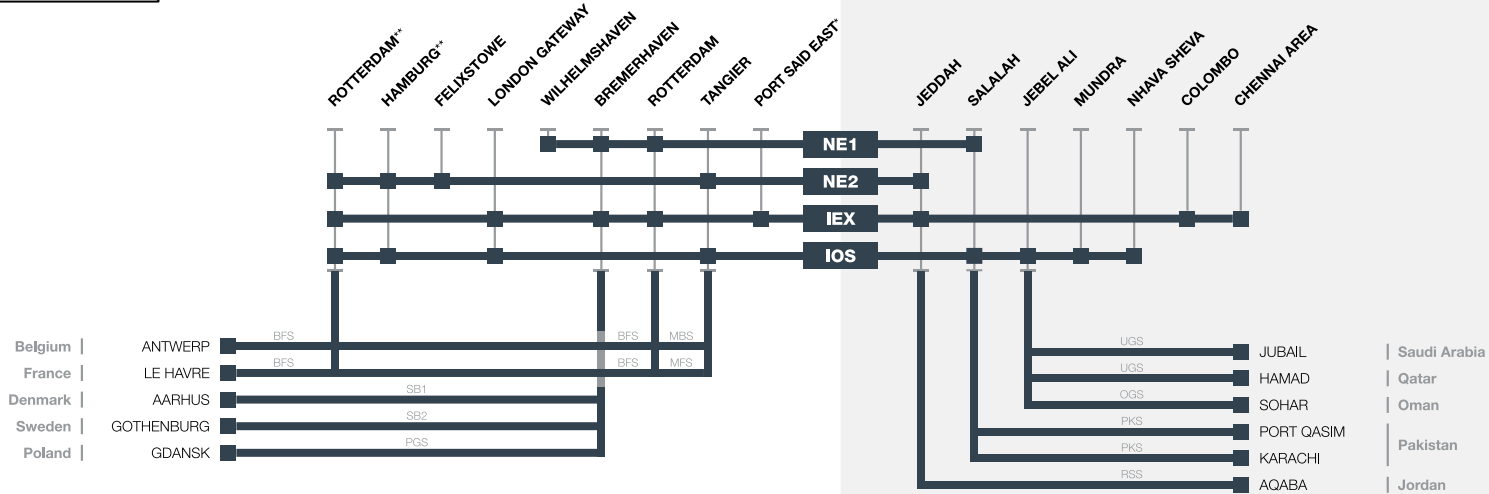 ROTTERDAM**
HAMBURG**
FELIXSTOWE
LONDON GATEWAY
WILHELMSHAVEN
BREMERHAVEN
ROTTERDAM
TANGIER
PORT SAID EAST*
JEDDAH
SALALAH
JEBEL ALI
MUNDRA
NHAVA SHEVA
COLOMBO
CHENNAI AREA
NE1
NE2
IEX
IOS
Belgium | ANTWERP BFS BFS MBS
France | LE HAVRE BFS BFS MFS
Denmark | AARHUS SB1
Sweden | GOTHENBURG SB2
Poland | GDANSK PGS
UGS JUBAIL | Saudi Arabia
UGS HAMAD | Qatar
OGS SOHAR | Oman
PKS PORT QASIM
Pakistan
PKS KARACHI
RSS AQABA | Jordan